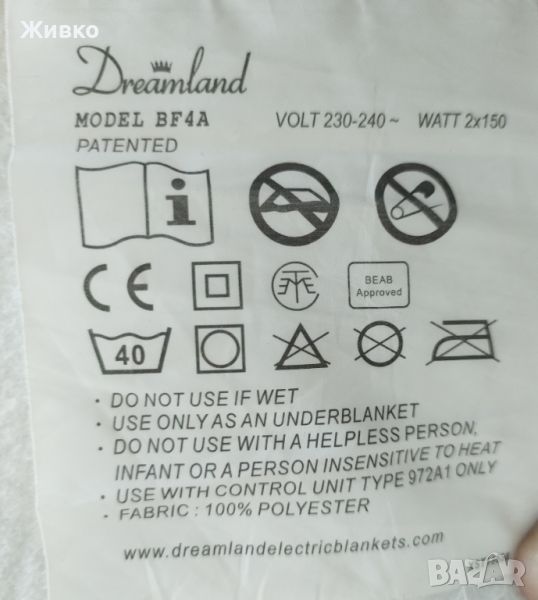 Живко
Dreamland
MODEL BF4A VOLT 230-240~ WATT 2x150
PATENTED
i
CE BEAB
Approved
40
· DO NOT USE IF WET
· USE ONLY AS AN UNDERBLANKET
· DO NOT USE WITH A HELPLESS PERSON,
INFANT OR A PERSON INSENSITIVE TO HEAT
· USE WITH CONTROL UNIT TYPE 972A1 ONLY
· FABRIC : 100% POLYESTER
www.dreamlandelectricblankets.com
BAZAR